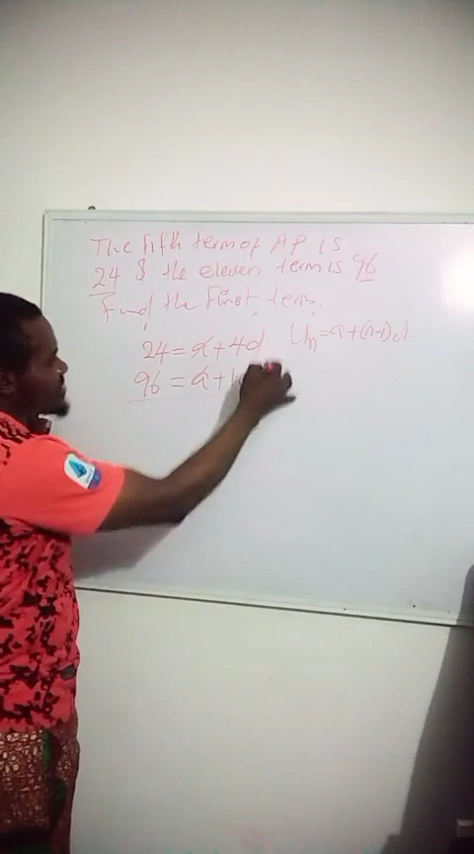 The fifth term of AP is
24 & the eleven term is 96
Find the first term.
Un=a+(n-1)d.
24=a+4d
96=a+1